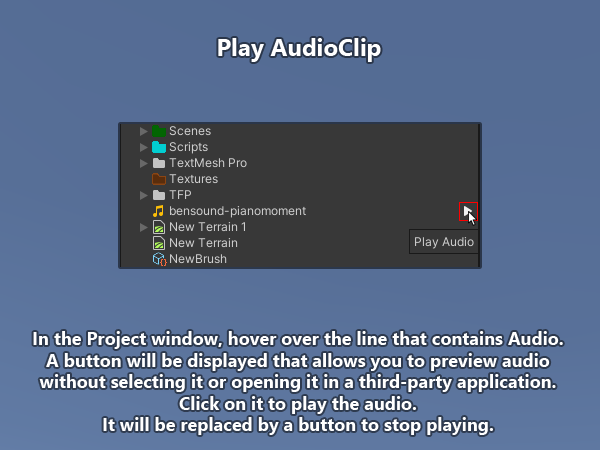 Play AudioClip
Scenes
Scripts
TextMesh Pro
Textures
TFP
bensound-pianomoment
New Terrain 1
New Terrain
Play Audio
NewBrush
In the Project window, hover over the line that contains Audio.
A button will be displayed that allows you to preview audio
without selecting it or opening it in a third-party application.
Click on it to play the audio.
It will be replaced by a button to stop playing.